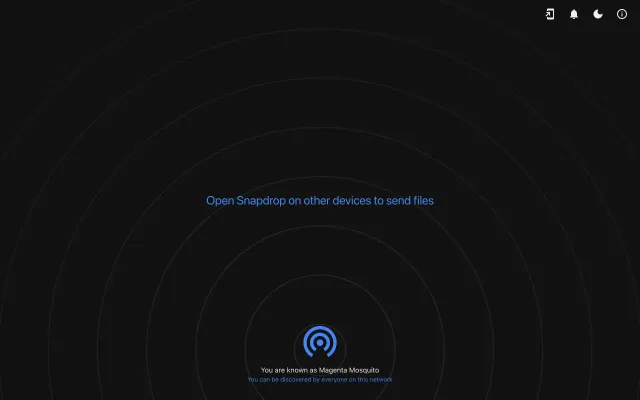 Open Snapdrop on other devices to send files
You are known as Magenta Mosquito
You can be discovered by everyone on this network